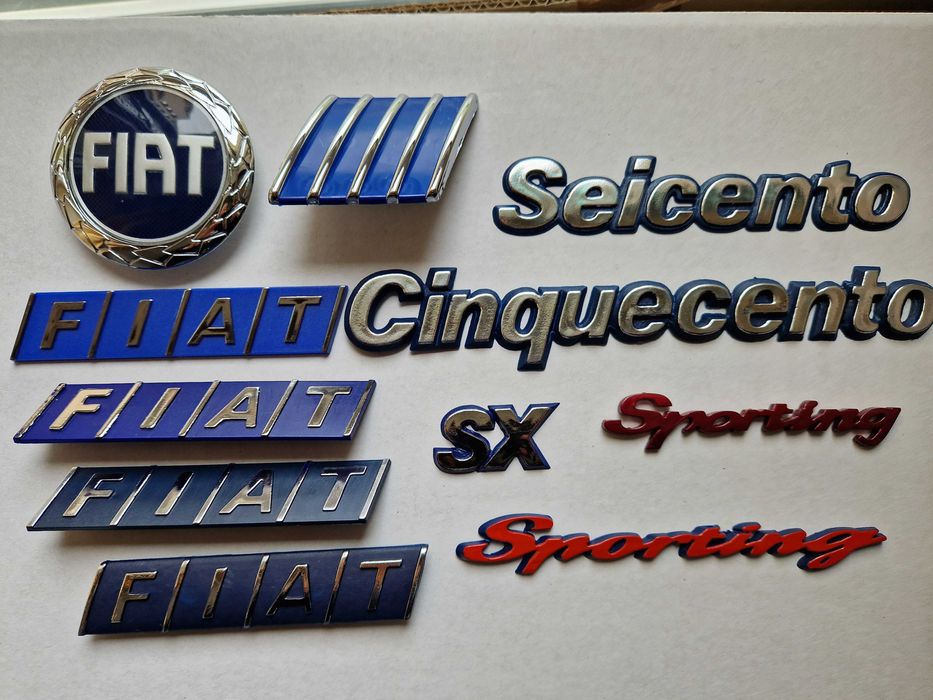 FIAT
Seicento
FIAT
Cinquecento
FIAT
SX
Sporting
FIAT
Sporting
FIAT